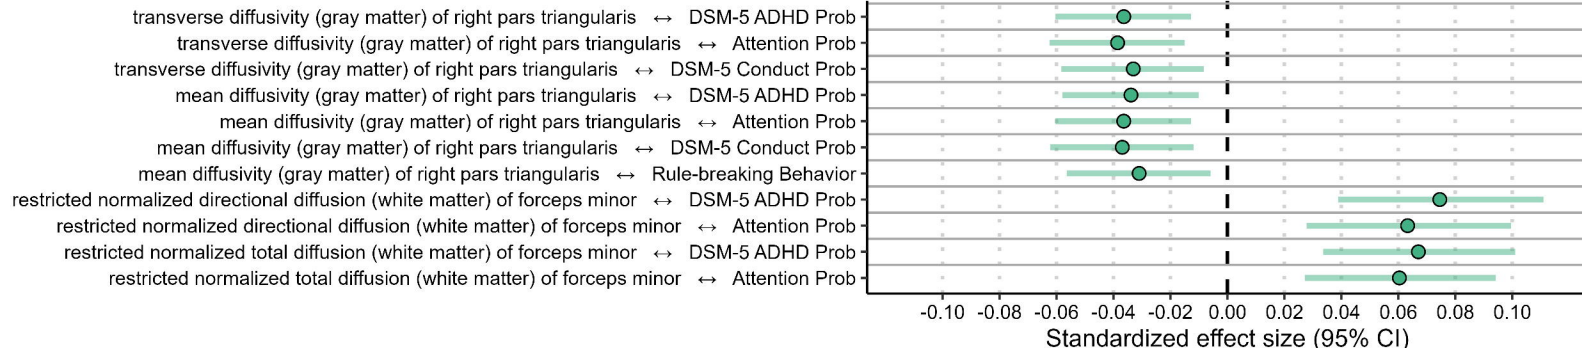 transverse diffusivity (gray matter) of right pars triangularis ↔ DSM-5 ADHD Prob
transverse diffusivity (gray matter) of right pars triangularis ↔ Attention Prob
transverse diffusivity (gray matter) of right pars triangularis ↔ DSM-5 Conduct Prob
mean diffusivity (gray matter) of right pars triangularis ↔ DSM-5 ADHD Prob
mean diffusivity (gray matter) of right pars triangularis ↔ Attention Prob
mean diffusivity (gray matter) of right pars triangularis ↔ DSM-5 Conduct Prob
mean diffusivity (gray matter) of right pars triangularis ↔ Rule-breaking Behavior
restricted normalized directional diffusion (white matter) of forceps minor ↔ DSM-5 ADHD Prob
restricted normalized directional diffusion (white matter) of forceps minor ↔ Attention Prob
restricted normalized total diffusion (white matter) of forceps minor ↔ DSM-5 ADHD Prob
restricted normalized total diffusion (white matter) of forceps minor ↔ Attention Prob
-0.10 -0.08 -0.06 -0.04 -0.02 0.00 0.02 0.04 0.06 0.08 0.10
Standardized effect size (95% CI)